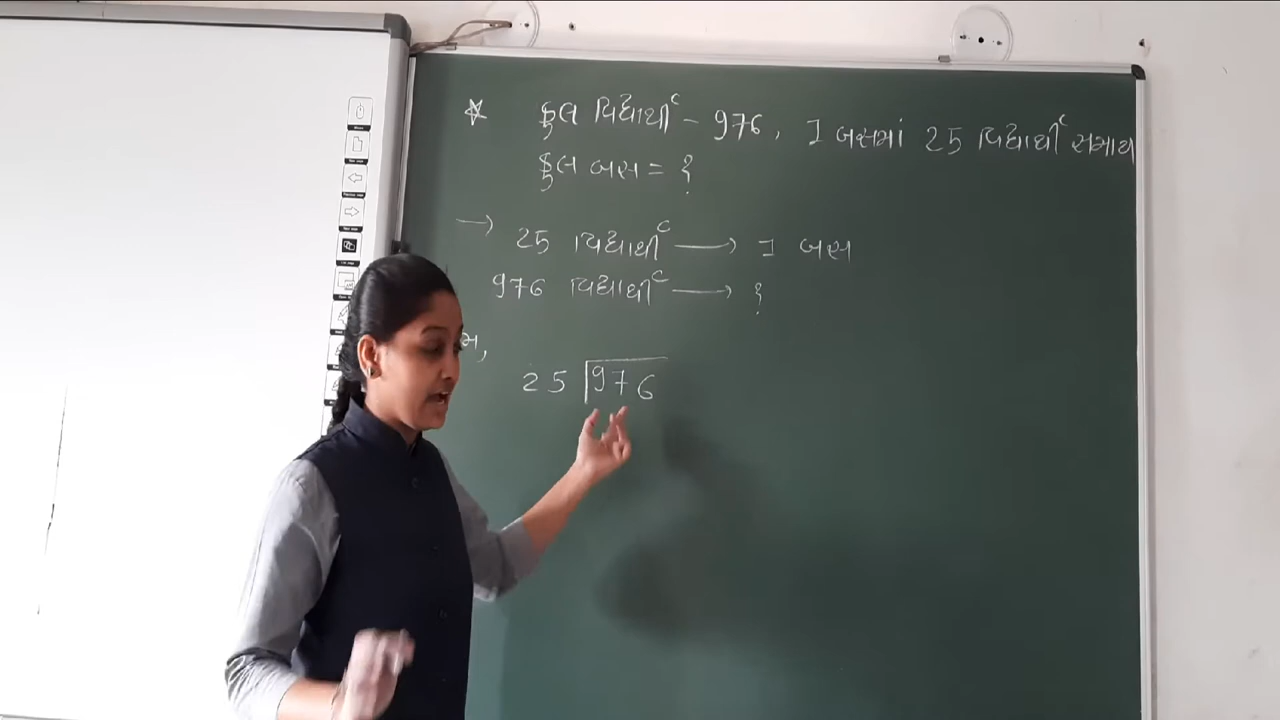 ☆ કુલ વિદ્યાર્થી - 976, 1 બસમાં 25 વિદ્યાર્થી સમાય
કુલ બસ = ?
→ 25 વિદ્યાર્થી → 1 બસ
976 વિદ્યાર્થી → ?
25 976